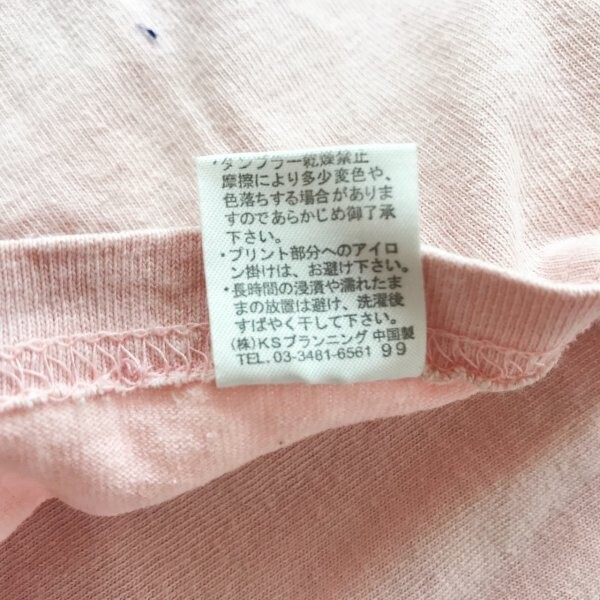 ・タンブラー乾燥禁止
摩擦により多少変色や、
色落ちする場合がありま
すのであらかじめ御了承
下さい。
・プリント部分へのアイロ
ン掛けは、お避け下さい。
・長時間の浸漬や濡れたま
まの放置は避け、洗濯後
すばやく干して下さい。
(株)KSプランニング 中国製
TEL. 03-3481-6561 99